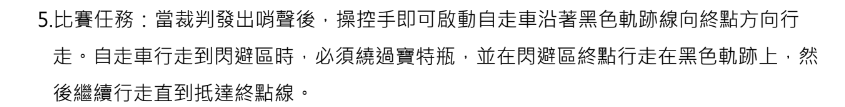 5.比賽任務：當裁判發出哨聲後，操控手即可啟動自走車沿著黑色軌跡線向終點方向行
走。自走車行走到閃避區時，必須繞過寶特瓶，並在閃避區終點行走在黑色軌跡上，然
後繼續行走直到抵達終點線。